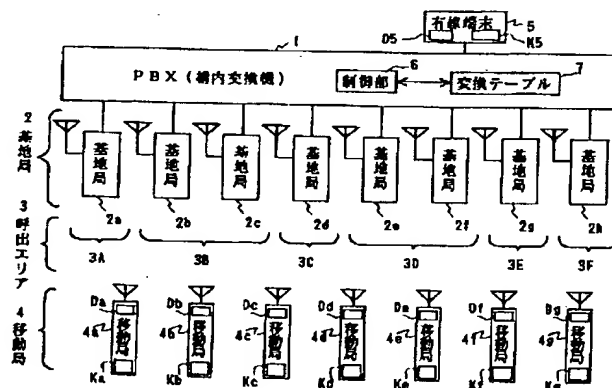 D5 有線端末 5
K5
1
6
7
PBX(構内交換機)
制御部
交換テーブル
2 基地局
基地局 基地局 基地局 基地局 基地局 基地局 基地局 基地局
2a 2b 2c 2d 2e 2f 2g 2h
3 呼出エリア
3A 3B 3C 3D 3E 3F
4 移動局
Da Db Dc Dd De Df Dg
4a 4b 4c 4d 4e 4f 4g
移動局 移動局 移動局 移動局 移動局 移動局 移動局
Ka Kb Kc Kd Ke Kf Kg